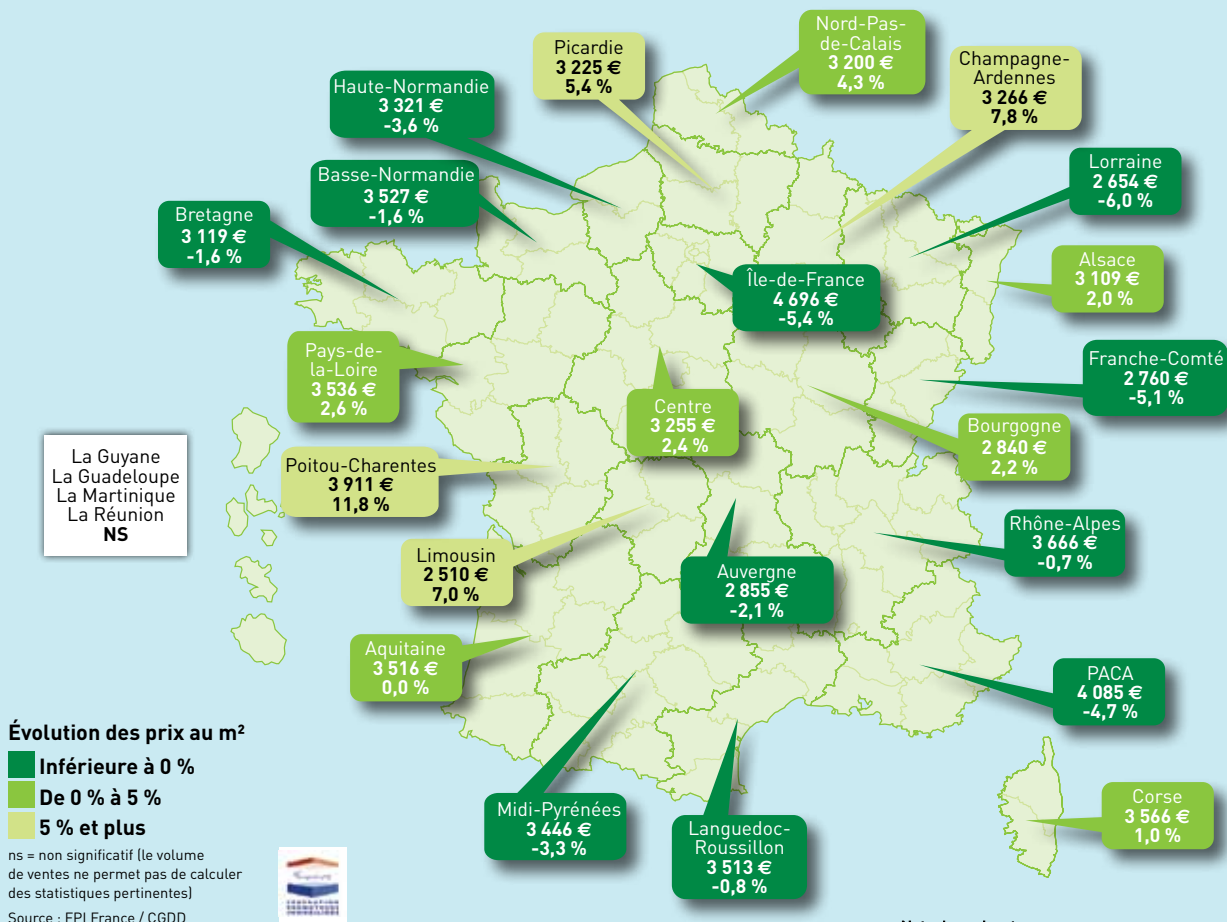 Nord-Pas-
de-Calais
3 200 €
4,3 %
Picardie
3 225 €
5,4 %
Champagne-
Ardennes
3 266 €
7,8 %
Haute-Normandie
3 321 €
-3,6 %
Lorraine
2 654 €
-6,0 %
Basse-Normandie
3 527 €
-1,6 %
Bretagne
3 119 €
-1,6 %
Alsace
3 109 €
2,0 %
Île-de-France
4 696 €
-5,4 %
Pays-de-
la-Loire
3 536 €
2,6 %
Franche-Comté
2 760 €
-5,1 %
Centre
3 255 €
2,4 %
Bourgogne
2 840 €
2,2 %
La Guyane
La Guadeloupe
La Martinique
La Réunion
NS
Poitou-Charentes
3 911 €
11,8 %
Rhône-Alpes
3 666 €
-0,7 %
Limousin
2 510 €
7,0 %
Auvergne
2 855 €
-2,1 %
Aquitaine
3 516 €
0,0 %
PACA
4 085 €
-4,7 %
Midi-Pyrénées
3 446 €
-3,3 %
Languedoc-
Roussillon
3 513 €
-0,8 %
Corse
3 566 €
1,0 %
Évolution des prix au m²
Inférieure à 0 %
De 0 % à 5 %
5 % et plus
ns = non significatif (le volume
de ventes ne permet pas de calculer
des statistiques pertinentes)
Source : FPI France / CGDD